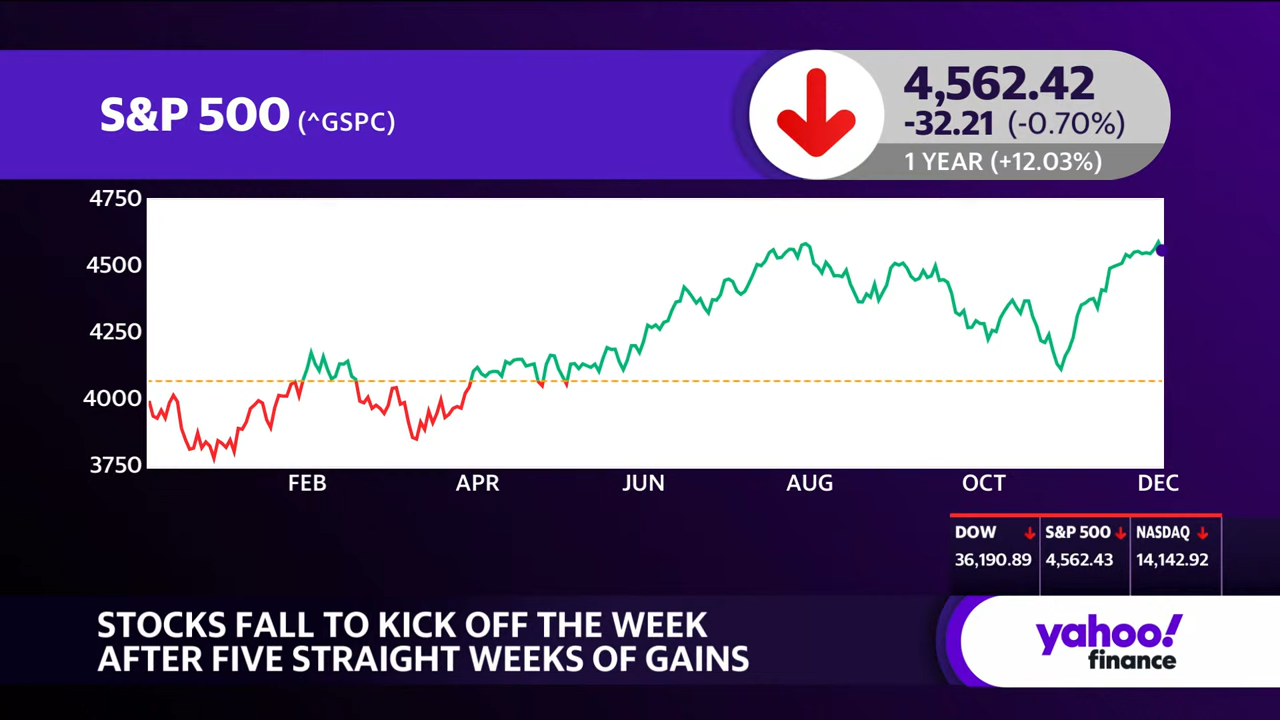 S&P 500 (^GSPC)
4,562.42
-32.21 (-0.70%)
1 YEAR (+12.03%)
4750
4500
4250
4000
3750
FEB APR JUN AUG OCT DEC
DOW S&P 500 NASDAQ
36,190.89 4,562.43 14,142.92
STOCKS FALL TO KICK OFF THE WEEK
AFTER FIVE STRAIGHT WEEKS OF GAINS
yahoo!
finance